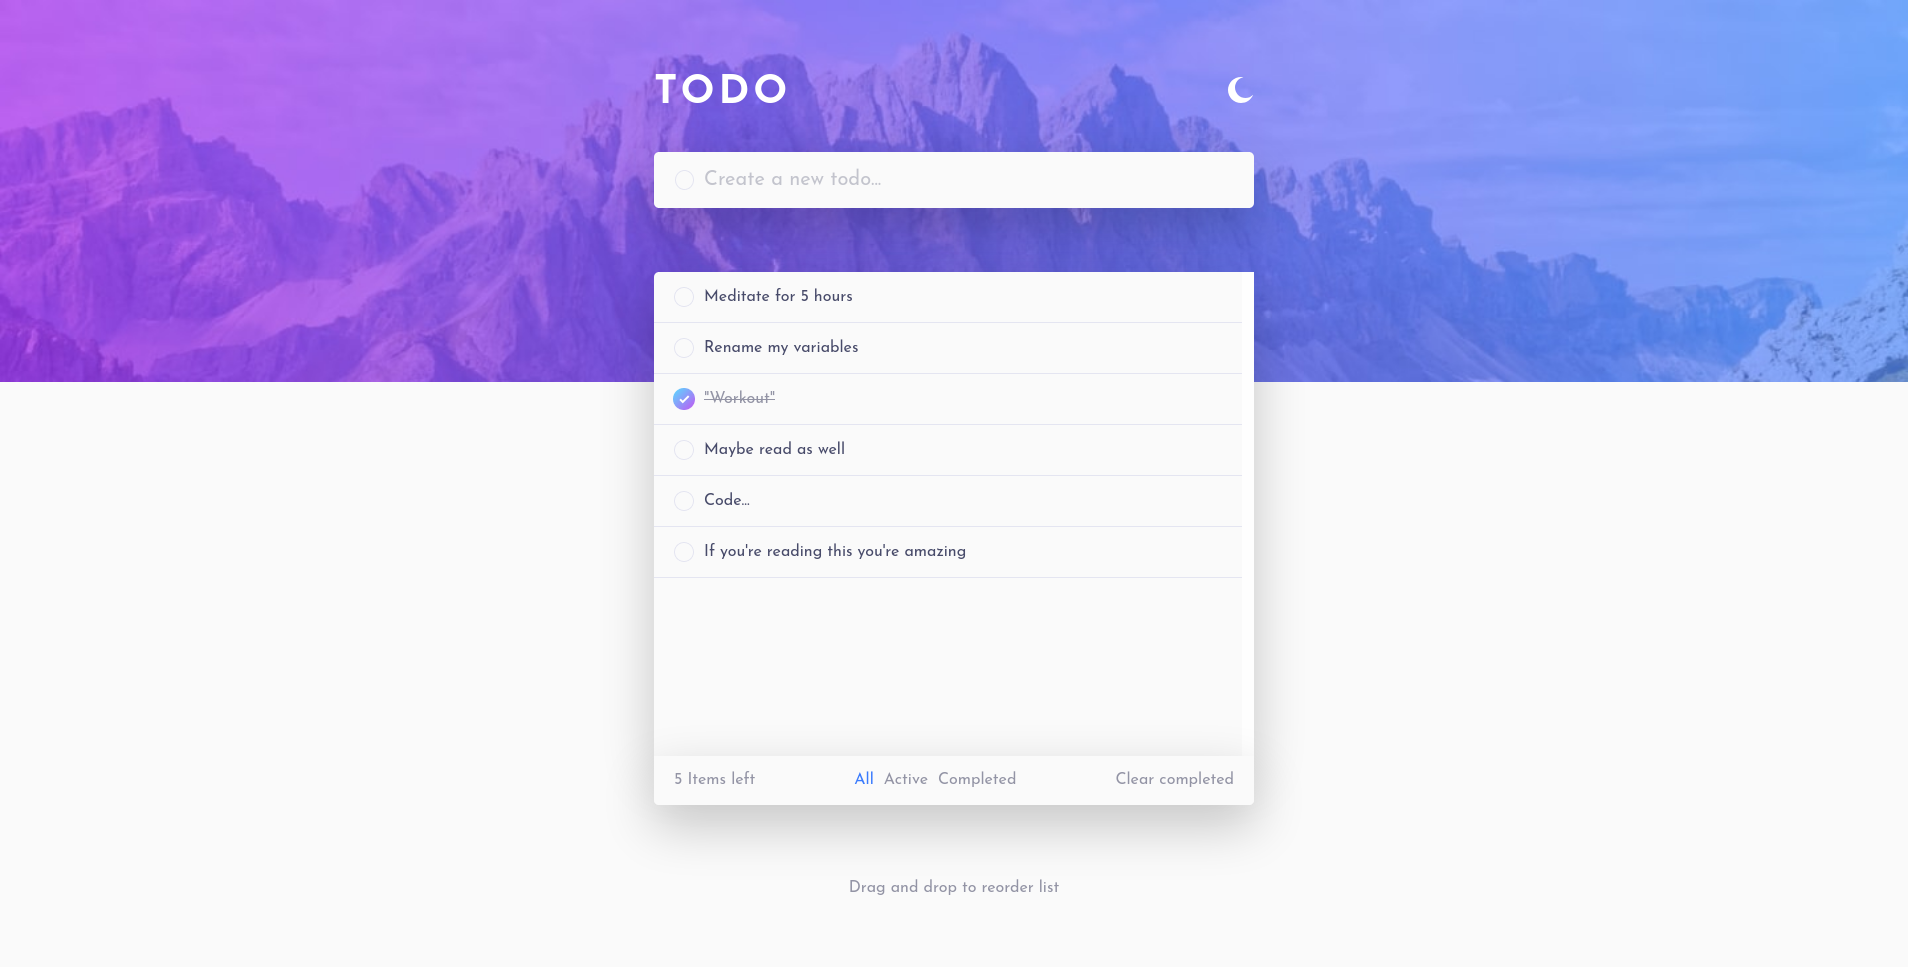 TODO
Create a new todo...
Meditate for 5 hours
Rename my variables
"Workout"
Maybe read as well
Code...
If you're reading this you're amazing
5 Items left All Active Completed Clear completed
Drag and drop to reorder list